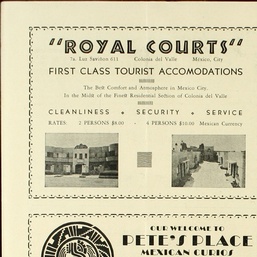 "ROYAL COURTS"
7a. Luz Saviñon 611 Colonia del Valle México, City
FIRST CLASS TOURIST ACCOMODATIONS
The Best Comfort and Atmosphere in Mexico City.
In the Midst of the Finest Residential Section of Colonia del Valle
CLEANLINESS • SECURITY • SERVICE
RATES: 2 PERSONS $8.00 - 4 PERSONS $10.00 Mexican Currency
OUR WELCOME TO
PETE'S PLACE
MEXICAN CURIOS